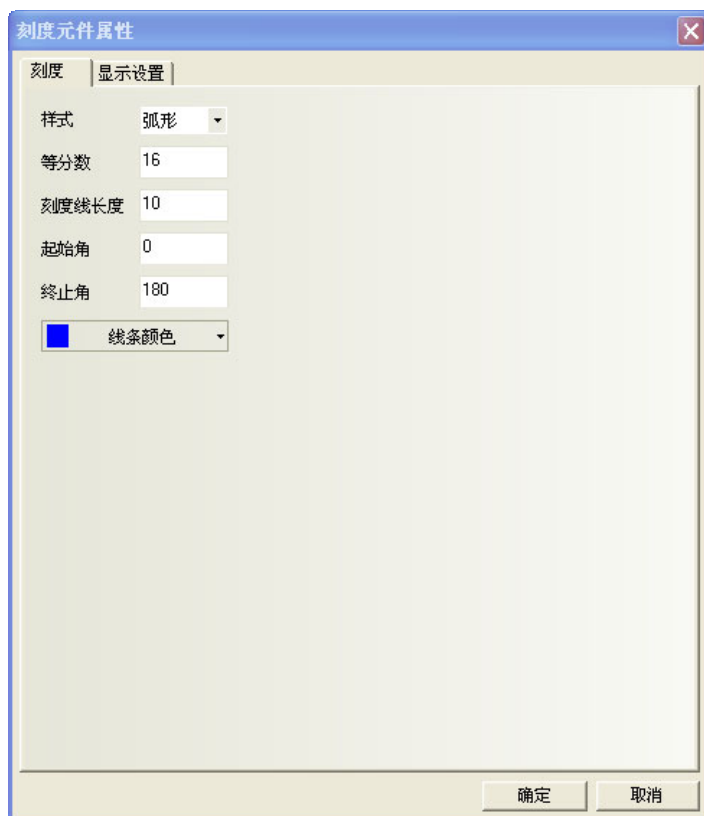 刻度元件属性
刻度 显示设置
样式 弧形
等分数 16
刻度线长度 10
起始角 0
终止角 180
线条颜色
确定 取消